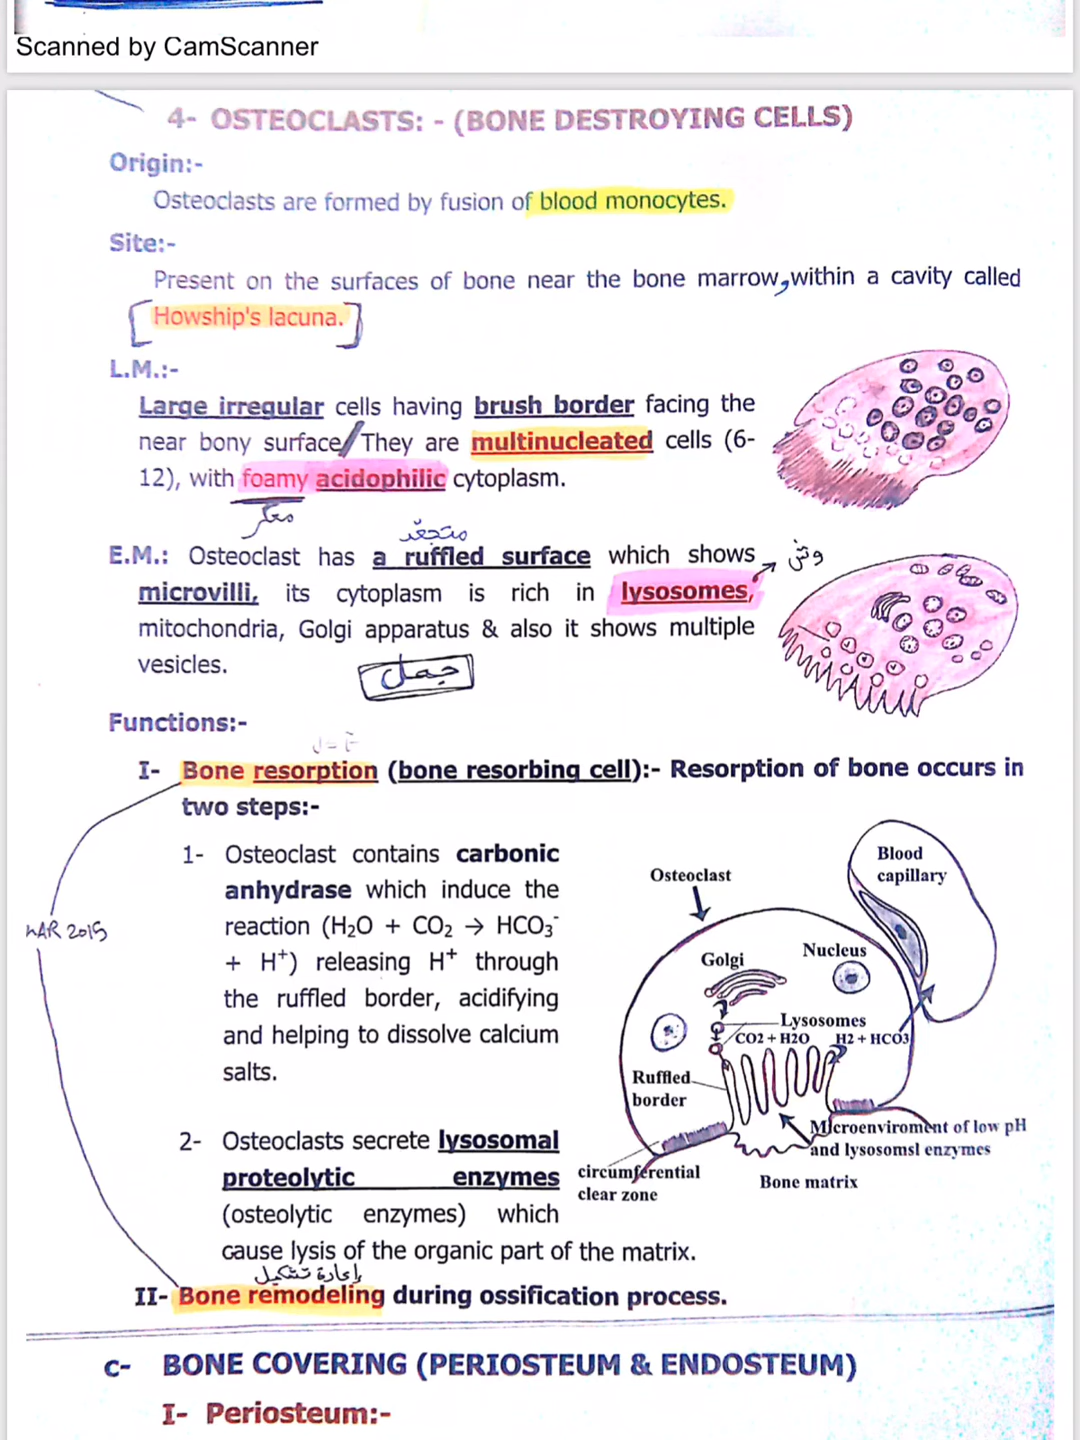 Scanned by CamScanner
4- OSTEOCLASTS: - (BONE DESTROYING CELLS)
Origin:-
Osteoclasts are formed by fusion of blood monocytes.
Site:-
Present on the surfaces of bone near the bone marrow, within a cavity called
[Howship's lacuna.]
L.M.:-
Large irregular cells having brush border facing the
near bony surface/ They are multinucleated cells (6-
12), with foamy acidophilic cytoplasm.
E.M.: Osteoclast has a ruffled surface which shows
وش
microvilli, its cytoplasm is rich in lysosomes,
mitochondria, Golgi apparatus & also it shows multiple
vesicles.
جمل
Functions:-
I- Bone resorption (bone resorbing cell):- Resorption of bone occurs in
two steps:-
1- Osteoclast contains carbonic
anhydrase which induce the
reaction (H₂O + CO₂ → HCO₃⁻
+ H⁺) releasing H⁺ through
the ruffled border, acidifying
and helping to dissolve calcium
salts.
MAR 2015
2- Osteoclasts secrete lysosomal
proteolytic enzymes
(osteolytic enzymes) which
cause lysis of the organic part of the matrix.
Blood
capillary
Osteoclast
Golgi
Nucleus
Lysosomes
CO2 + H2O
H2 + HCO3
Ruffled
border
Microenviroment of low pH
and lysosomsl enzymes
circumferential
clear zone
Bone matrix
إعادة تشكيل
II- Bone remodeling during ossification process.
C- BONE COVERING (PERIOSTEUM & ENDOSTEUM)
I- Periosteum:-